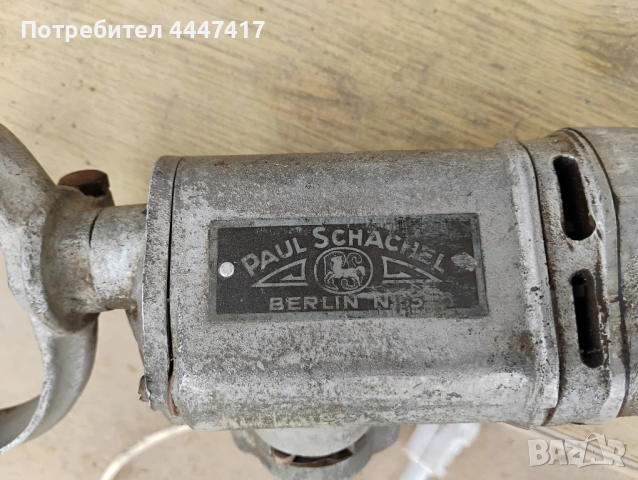 Потребител 4447417
PAUL SCHACHEL
BERLIN N.
BAZAR